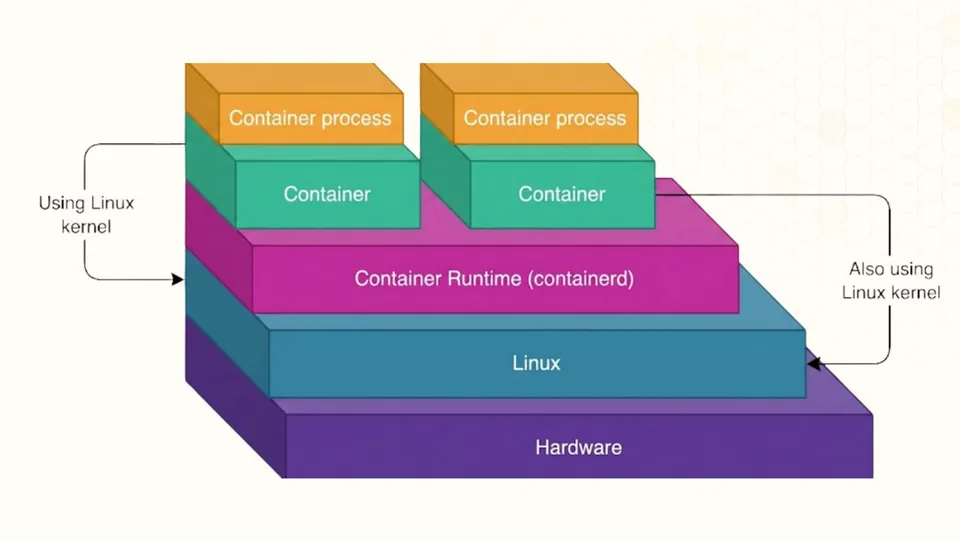 Container process
Container process
Container
Container
Using Linux
kernel
Container Runtime (containerd)
Also using
Linux kernel
Linux
Hardware